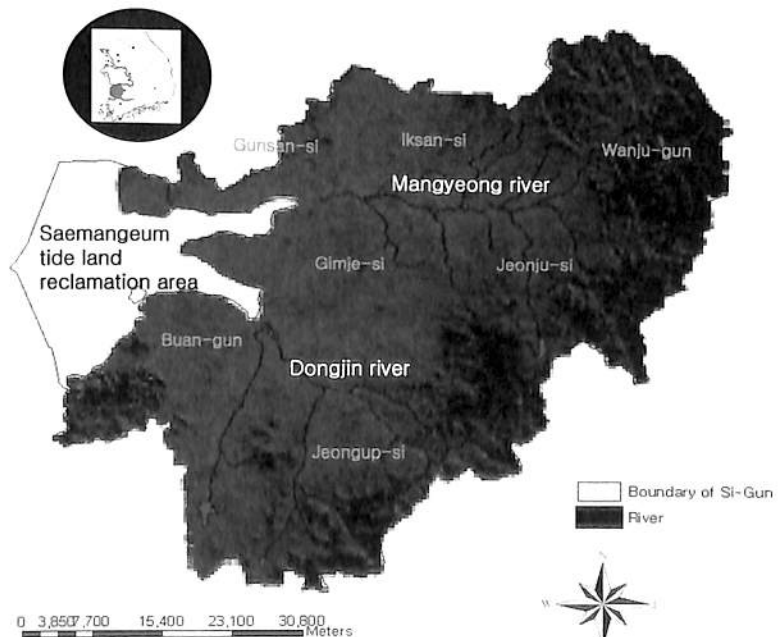 Gunsan-si
Iksan-si
Wanju-gun
Mangyeong river
Saemangeum
tide land
reclamation area
Gimje-si
Jeonju-si
Buan-gun
Dongjin river
Jeongup-si
Boundary of Si-Gun
River
N
W
0 3,850 7,700 15,400 23,100 30,800
Meters